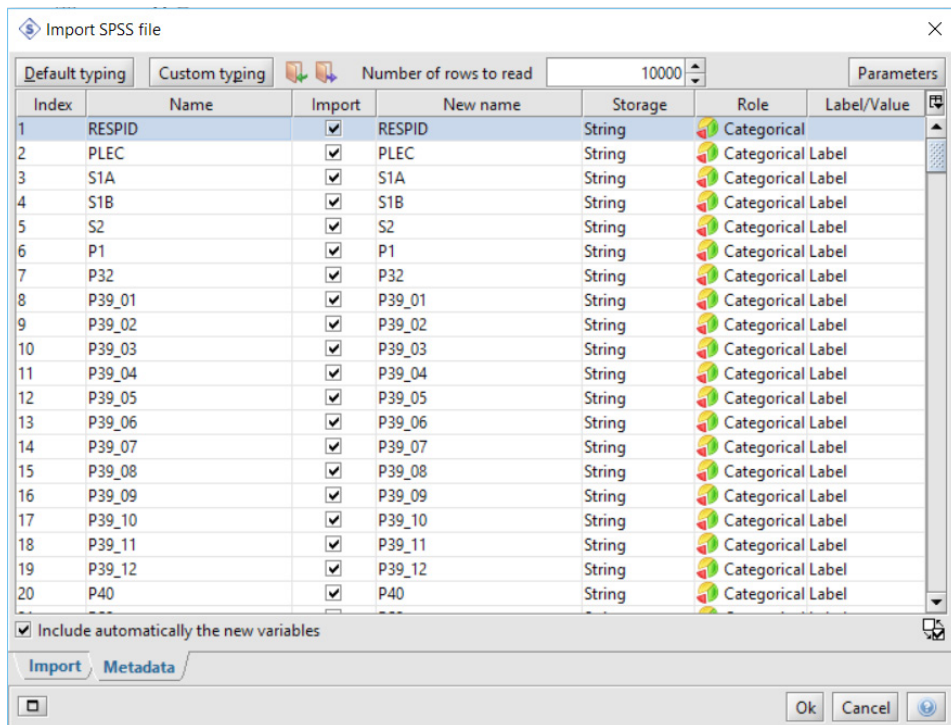 Import SPSS file
Default typing Custom typing Number of rows to read 10000 Parameters
Index Name Import New name Storage Role Label/Value
1 RESPID RESPID String Categorical
2 PLEC PLEC String Categorical Label
3 S1A S1A String Categorical Label
4 S1B S1B String Categorical Label
5 S2 S2 String Categorical Label
6 P1 P1 String Categorical Label
7 P32 P32 String Categorical Label
8 P39_01 P39_01 String Categorical Label
9 P39_02 P39_02 String Categorical Label
10 P39_03 P39_03 String Categorical Label
11 P39_04 P39_04 String Categorical Label
12 P39_05 P39_05 String Categorical Label
13 P39_06 P39_06 String Categorical Label
14 P39_07 P39_07 String Categorical Label
15 P39_08 P39_08 String Categorical Label
16 P39_09 P39_09 String Categorical Label
17 P39_10 P39_10 String Categorical Label
18 P39_11 P39_11 String Categorical Label
19 P39_12 P39_12 String Categorical Label
20 P40 P40 String Categorical Label
Include automatically the new variables
Import Metadata
Ok Cancel